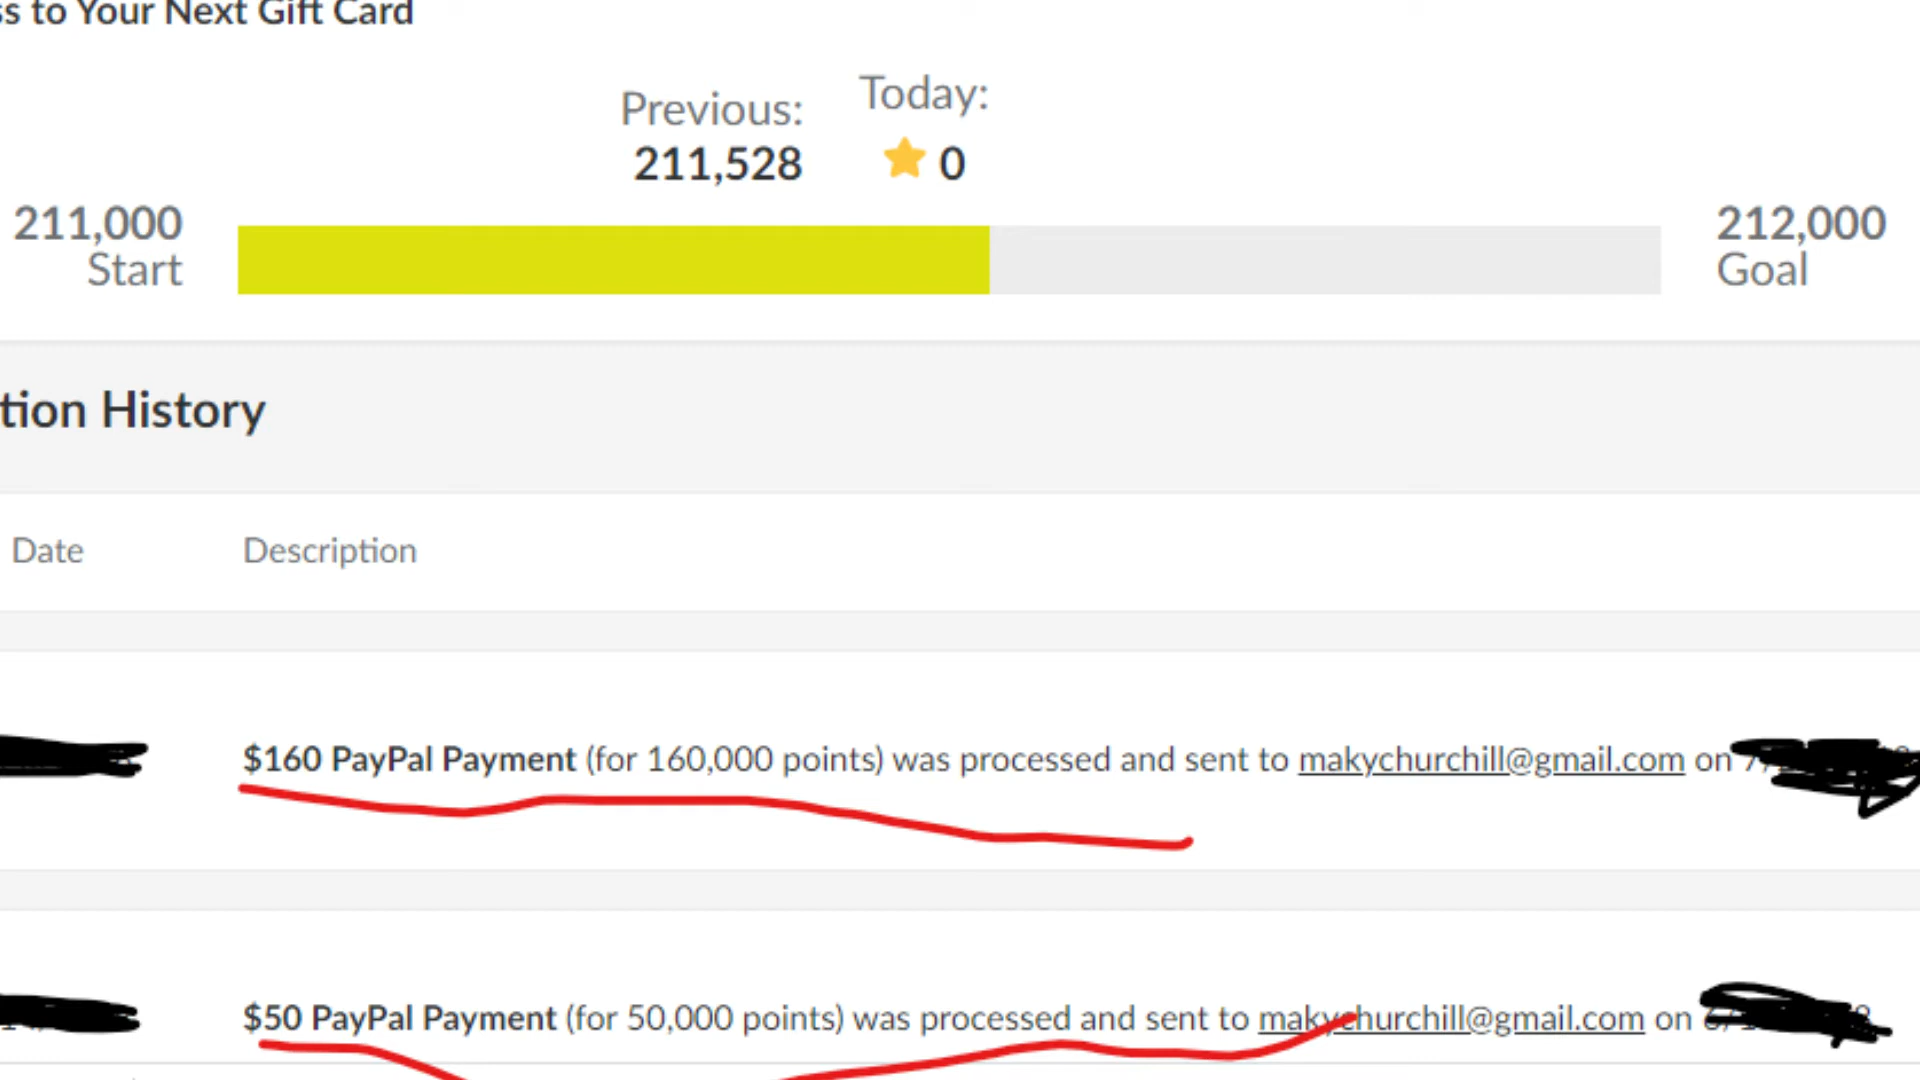 ss to Your Next Gift Card
Today:
Previous:
211,528
0
211,000
212,000
Start
Goal
tion History
Date
Description
$160 PayPal Payment (for 160,000 points) was processed and sent to makychurchill@gmail.com on
$50 PayPal Payment (for 50,000 points) was processed and sent to makychurchill@gmail.com on